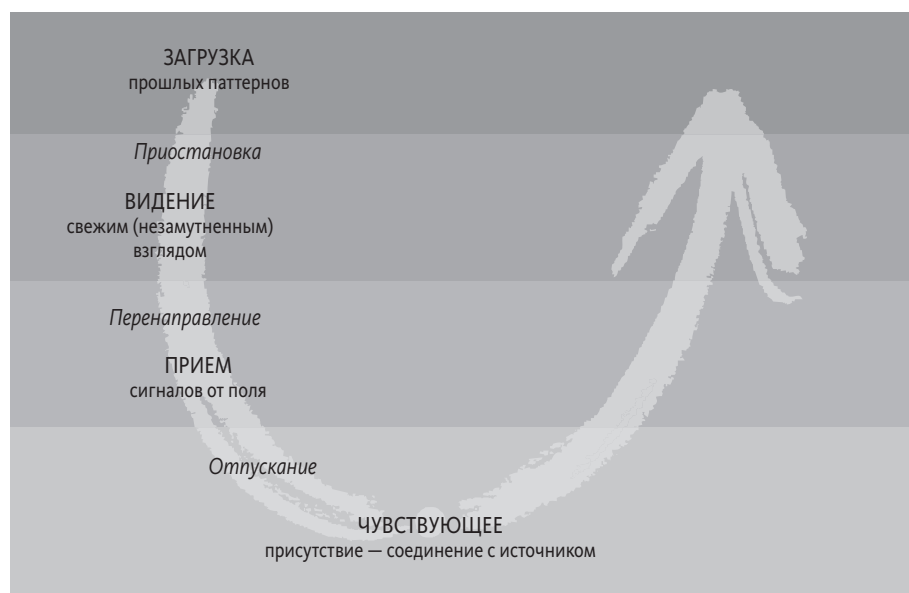 ЗАГРУЗКА
прошлых паттернов
Приостановка
ВИДЕНИЕ
свежим (незамутненным)
взглядом
Перенаправление
ПРИЕМ
сигналов от поля
Отпускание
ЧУВСТВУЮЩЕЕ
присутствие — соединение с источником